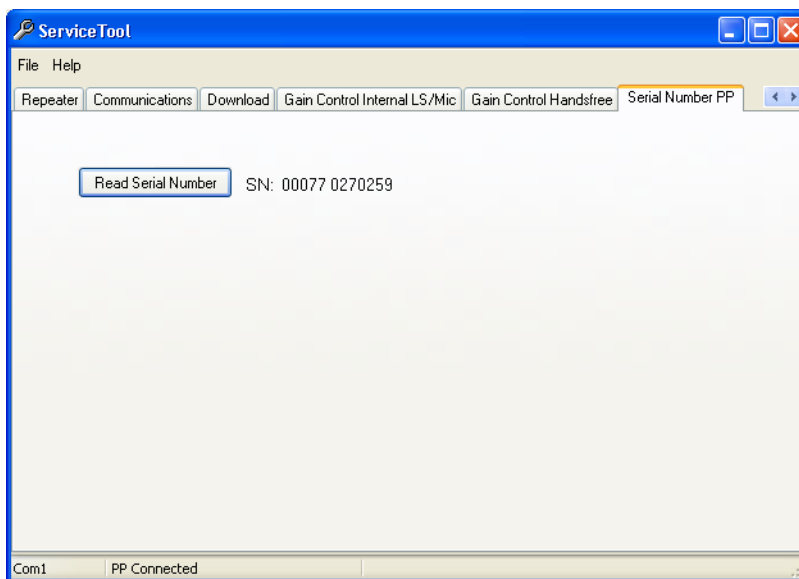 ServiceTool
File Help
Repeater Communications Download Gain Control Internal LS/Mic Gain Control Handsfree Serial Number PP
Read Serial Number SN: 00077 0270259
Com1 PP Connected